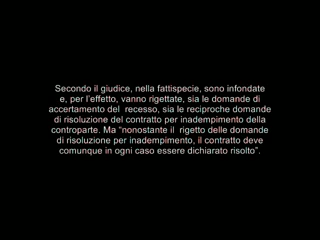 Secondo il giudice, nella fattispecie, sono infondate
e, per l'effetto, vanno rigettate, sia le domande di
accertamento del recesso, sia le reciproche domande
di risoluzione del contratto per inadempimento della
controparte. Ma “nonostante il rigetto delle domande
di risoluzione per inadempimento, il contratto deve
comunque in ogni caso essere dichiarato risolto”.